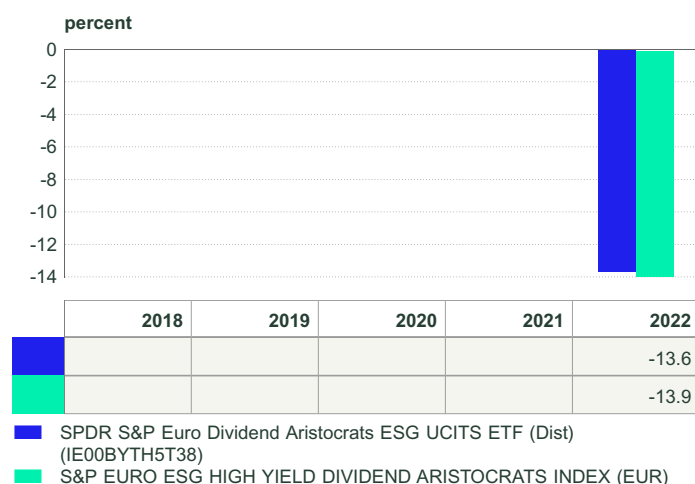 percent
0
-2
-4
-6
-8
-10
-12
-14
2018 2019 2020 2021 2022
-13.6
-13.9
SPDR S&P Euro Dividend Aristocrats ESG UCITS ETF (Dist)
(IE00BYTH5T38)
S&P EURO ESG HIGH YIELD DIVIDEND ARISTOCRATS INDEX (EUR)